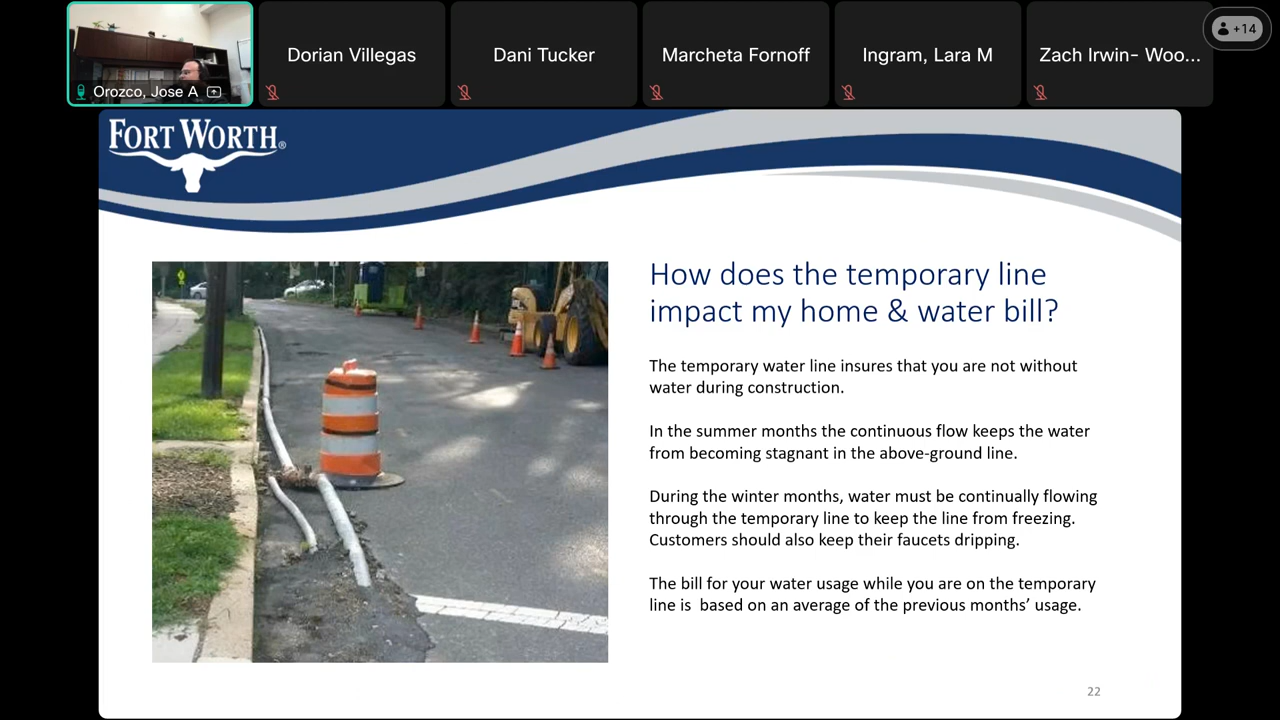 Orozco, Jose A
Dorian Villegas
Dani Tucker
Marcheta Fornoff
Ingram, Lara M
Zach Irwin- Woo...
+14
FORT WORTH®
How does the temporary line
impact my home & water bill?
The temporary water line insures that you are not without
water during construction.
In the summer months the continuous flow keeps the water
from becoming stagnant in the above-ground line.
During the winter months, water must be continually flowing
through the temporary line to keep the line from freezing.
Customers should also keep their faucets dripping.
The bill for your water usage while you are on the temporary
line is  based on an average of the previous months’ usage.
22